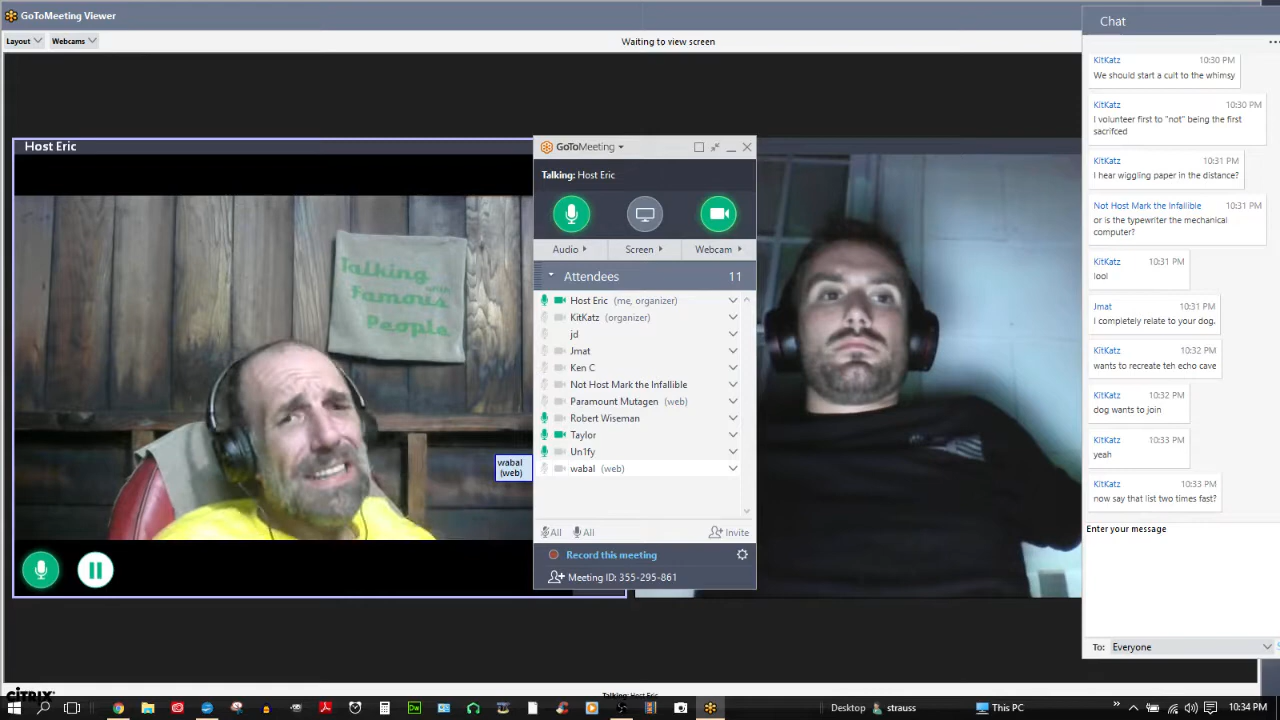 GoToMeeting Viewer
Layout
Webcams
Waiting to view screen
Host Eric
Talking with
Famous
People
wabal
(web)
GoToMeeting
Talking: Host Eric
Audio
Screen
Webcam
Attendees 11
Host Eric (me, organizer)
KitKatz (organizer)
jd
Jmat
Ken C
Not Host Mark the Infallible
Paramount Mutagen (web)
Robert Wiseman
Taylor
Un1fy
wabal (web)
All
All
Invite
Record this meeting
Meeting ID: 355-295-861
Chat
KitKatz 10:30 PM
We should start a cult to the whimsy
KitKatz 10:30 PM
I volunteer first to "not" being the first
sacrifced
KitKatz 10:31 PM
I hear wiggling paper in the distance?
Not Host Mark the Infallible 10:31 PM
or is the typewriter the mechanical
computer?
KitKatz 10:31 PM
lool
Jmat 10:31 PM
I completely relate to your dog.
KitKatz 10:32 PM
wants to recreate teh echo cave
KitKatz 10:32 PM
dog wants to join
KitKatz 10:33 PM
yeah
KitKatz 10:33 PM
now say that list two times fast?
Enter your message
To: Everyone
CITRIX
Talking: Host Eric
Desktop
strauss
This PC
10:34 PM